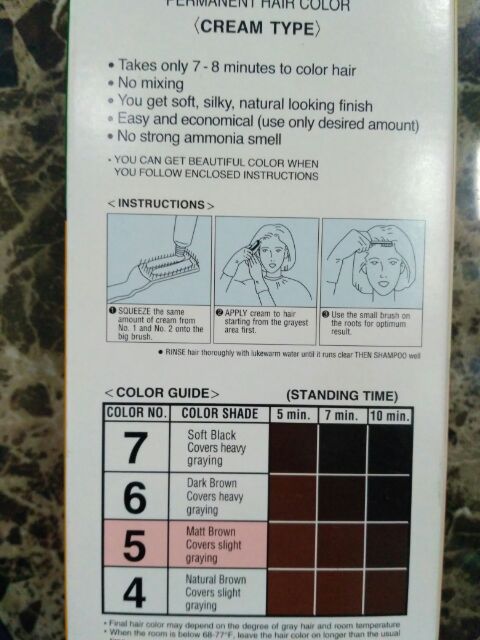 PERMANENT HAIR COLOR
〈CREAM TYPE〉
• Takes only 7 - 8 minutes to color hair
• No mixing
• You get soft, silky, natural looking finish
• Easy and economical (use only desired amount)
• No strong ammonia smell
• YOU CAN GET BEAUTIFUL COLOR WHEN
YOU FOLLOW ENCLOSED INSTRUCTIONS
< INSTRUCTIONS >
❶ SQUEEZE the same
amount of cream from
No. 1 and No. 2 onto the
big brush.
❷ APPLY cream to hair
starting from the grayest
area first.
❸ Use the small brush on
the roots for optimum
result.
● RINSE hair thoroughly with lukewarm water until it runs clear THEN SHAMPOO well
< COLOR GUIDE>
(STANDING TIME)
COLOR NO. COLOR SHADE 5 min. 7 min. 10 min.
7
Soft Black
Covers heavy
graying
6
Dark Brown
Covers heavy
graying
5
Matt Brown
Covers slight
graying
4
Natural Brown
Covers slight
graying
• Final hair color may depend on the degree of gray hair and room temperature
• When the room is below 68-77°F, leave the hair color on longer than the usual